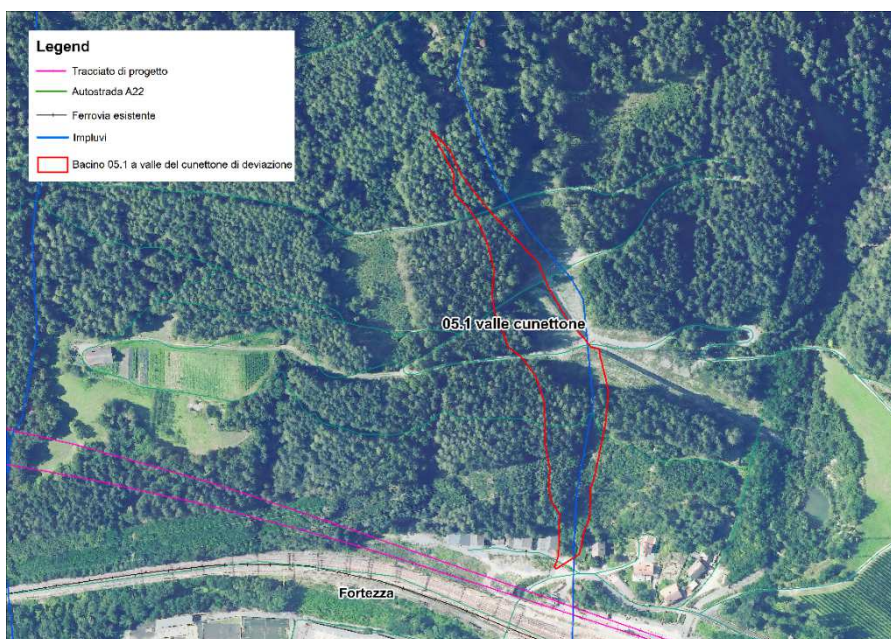 Legend
Tracciato di progetto
Autostrada A22
Ferrovia esistente
Impluvi
Bacino 05.1 a valle del cunettone di deviazione
05.1 valle cunettone
Fortezza